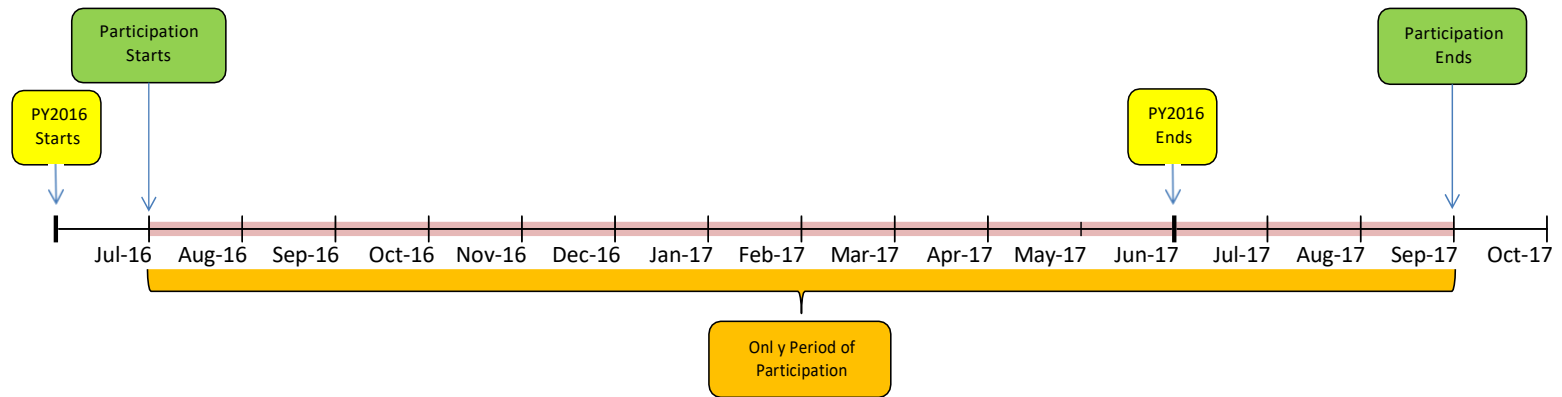 Participation
Starts
Participation
Ends
PY2016
Starts
PY2016
Ends
Jul-16 Aug-16 Sep-16 Oct-16 Nov-16 Dec-16 Jan-17 Feb-17 Mar-17 Apr-17 May-17 Jun-17 Jul-17 Aug-17 Sep-17 Oct-17
Onl y Period of
Participation